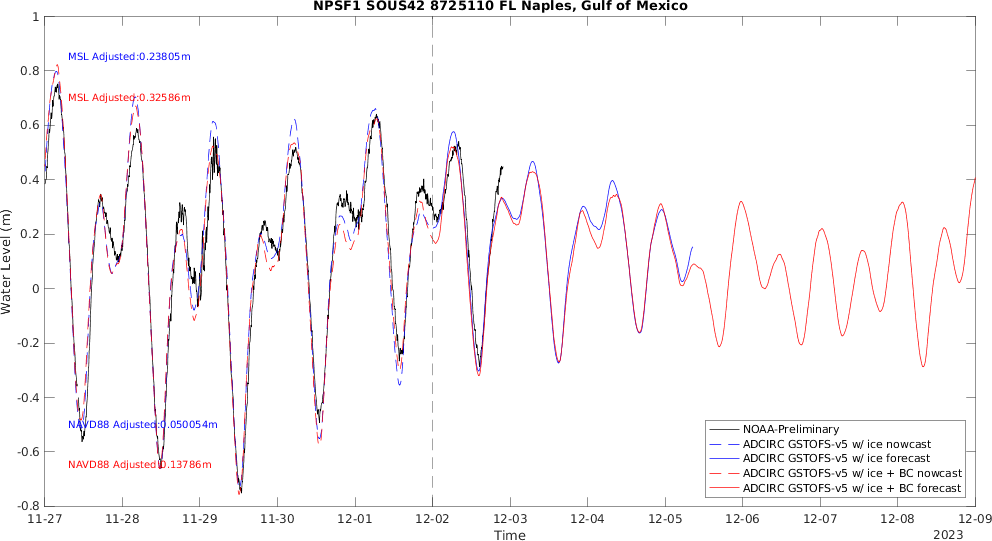 NPSF1 SOUS42 8725110 FL Naples, Gulf of Mexico
1
0.8
0.6
0.4
0.2
0
-0.2
-0.4
-0.6
-0.8
Water Level (m)
MSL Adjusted:0.23805m
MSL Adjusted:0.32586m
NAVD88 Adjusted:0.050054m
NAVD88 Adjusted:0.13786m
NOAA-Preliminary
ADCIRC GSTOFS-v5 w/ ice nowcast
ADCIRC GSTOFS-v5 w/ ice forecast
ADCIRC GSTOFS-v5 w/ ice + BC nowcast
ADCIRC GSTOFS-v5 w/ ice + BC forecast
11-27 11-28 11-29 11-30 12-01 12-02 12-03 12-04 12-05 12-06 12-07 12-08 12-09
Time
2023